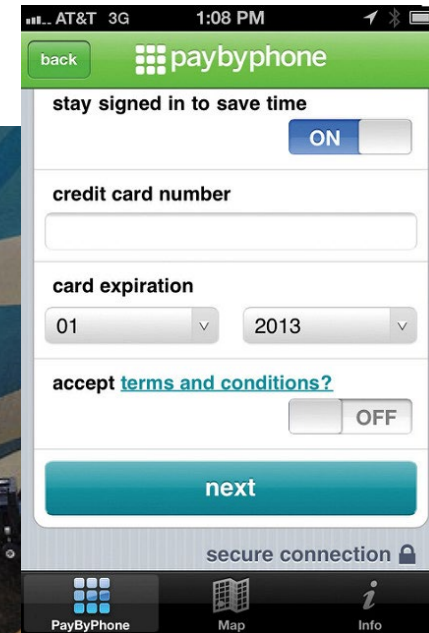 AT&T 3G 1:08 PM
back paybyphone
stay signed in to save time
ON
credit card number
card expiration
01 2013
accept terms and conditions?
OFF
next
secure connection
PayByPhone Map Info